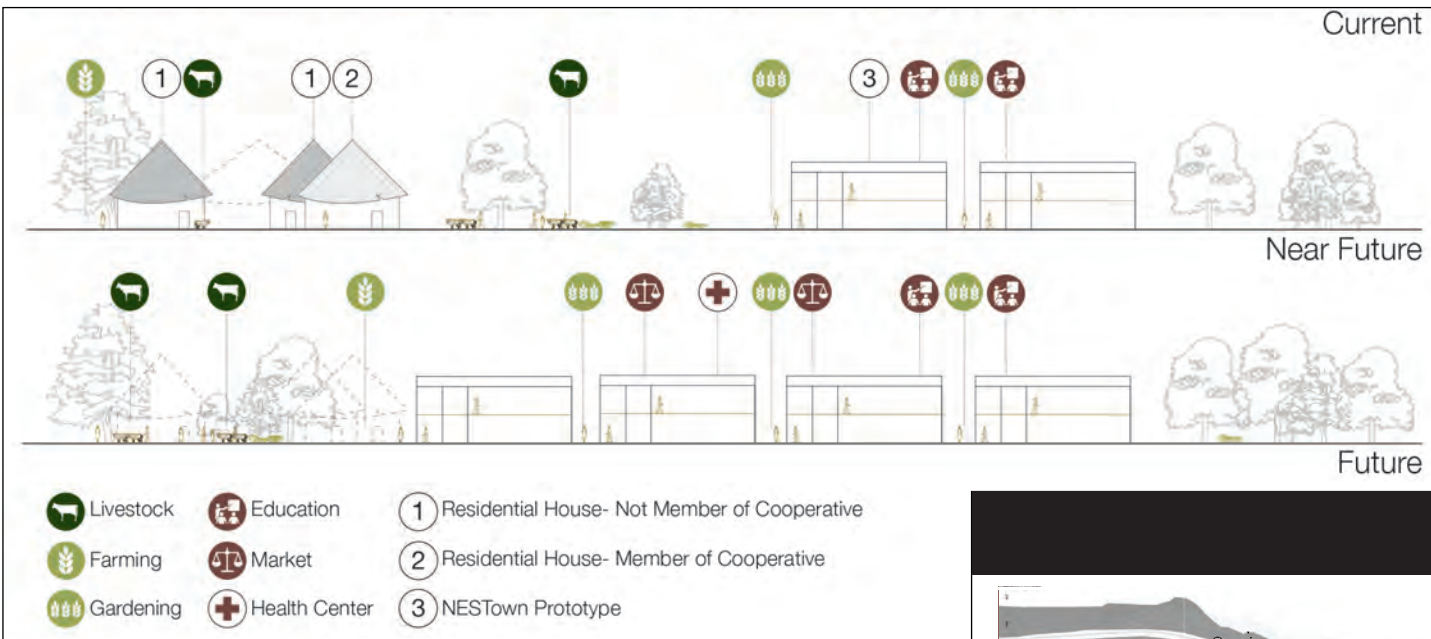 Current
1
1 2
3
Near Future
Future
Livestock Education 1 Residential House- Not Member of Cooperative
Farming Market 2 Residential House- Member of Cooperative
Gardening Health Center 3 NESTown Prototype